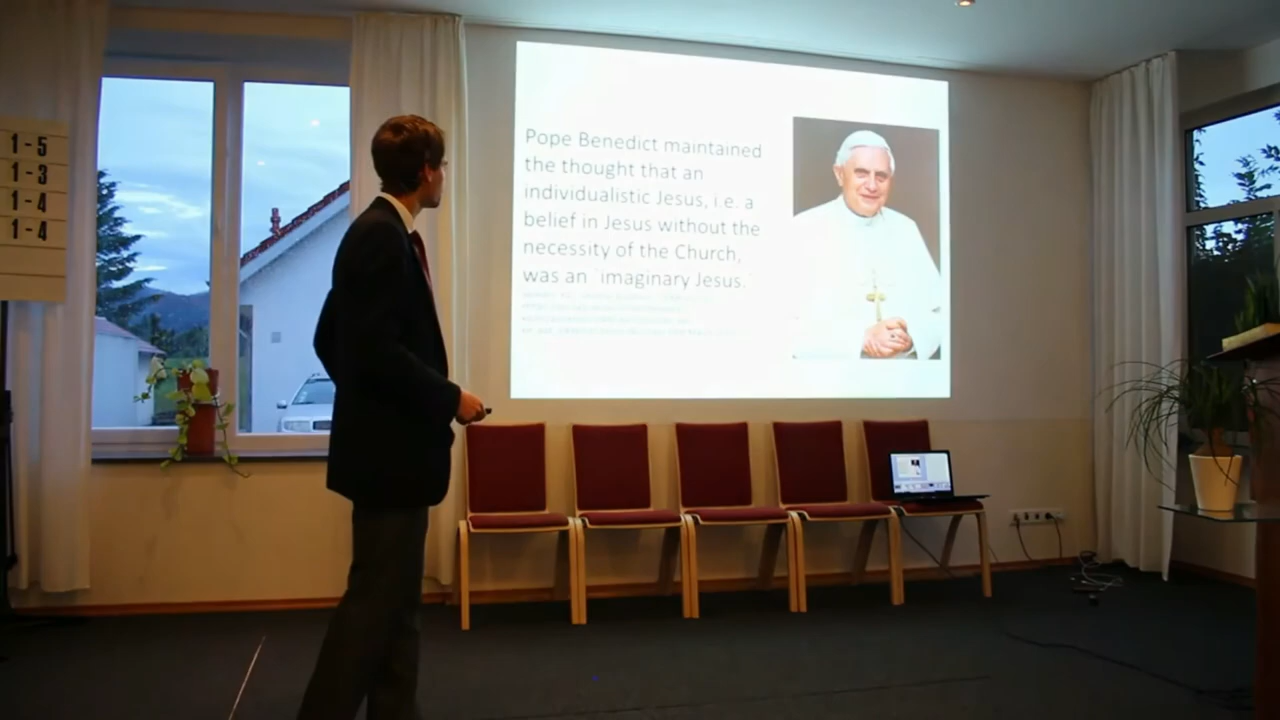 1-5
1-3
1-4
1-4
Pope Benedict maintained
the thought that an
individualistic Jesus, i.e. a
belief in Jesus without the
necessity of the Church,
was an `imaginary Jesus.´